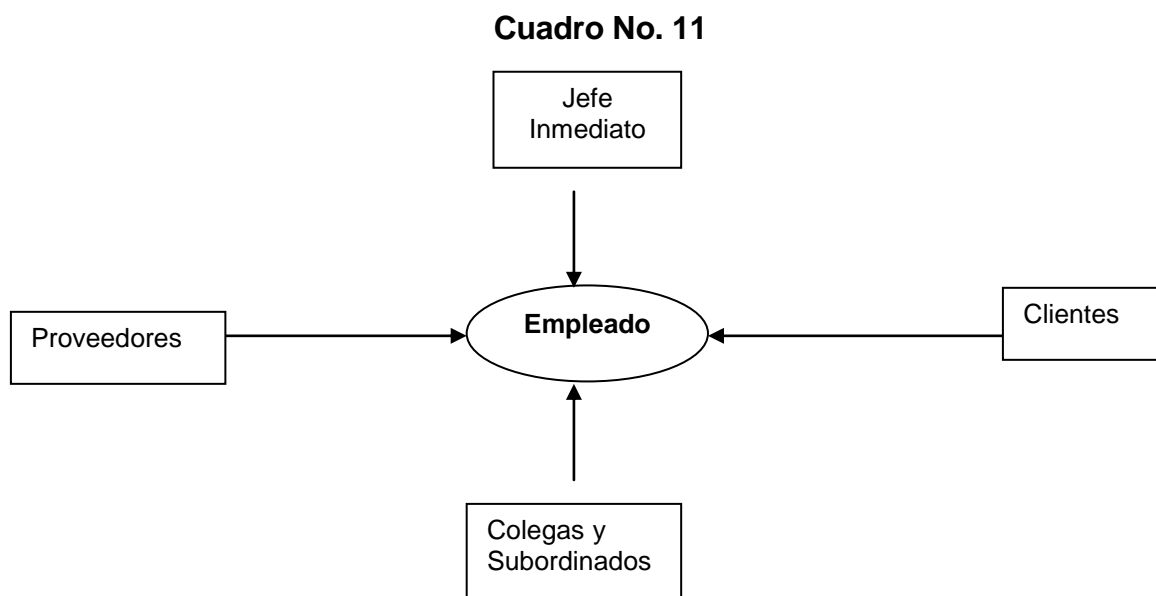 Cuadro No. 11
Jefe
Inmediato
Proveedores
Empleado
Clientes
Colegas y
Subordinados